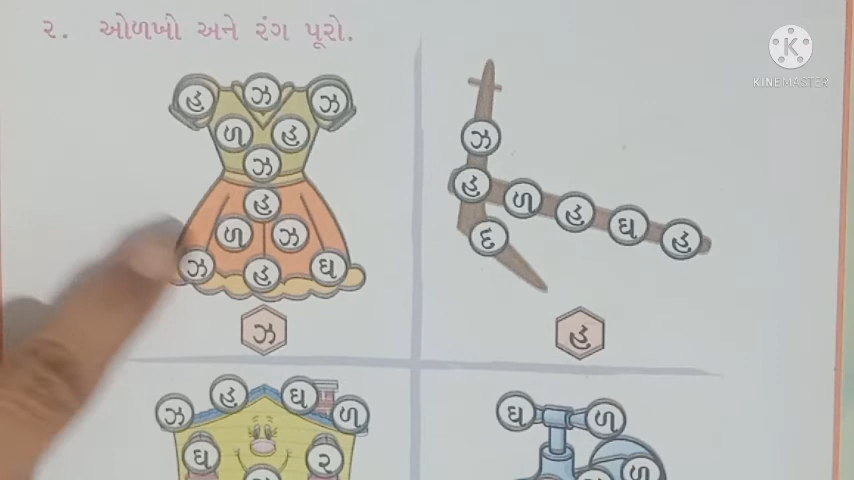 ૨. ઓળખો અને રંગ પૂરો.
K
KINEMASTER
હ ઝ ઝ
ળ હ
ઝ
હ
ળ ઝ
ઝ હ ઘ
ઝ
ઝ
હ ળ હ ઘ હ
દ
હ
ઝ હ ઘ ળ
ઘ ર
ઘ ળ
ળ